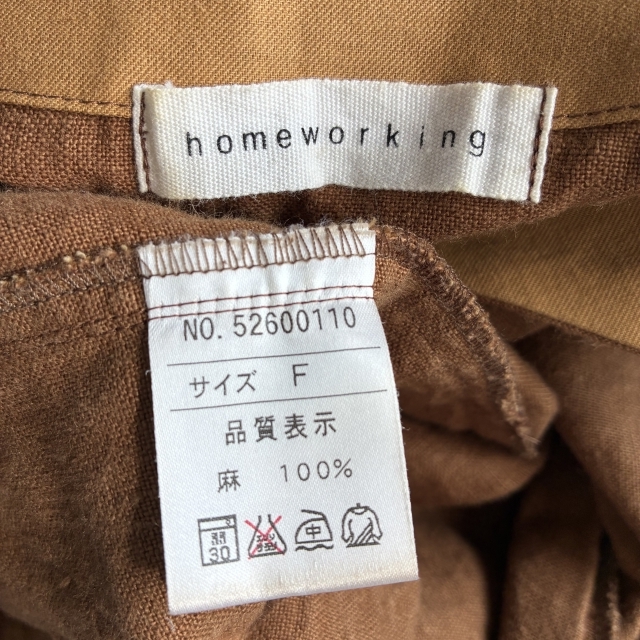 homeworking
NO. 52600110
サイズ F
品質表示
麻 100%
30 中